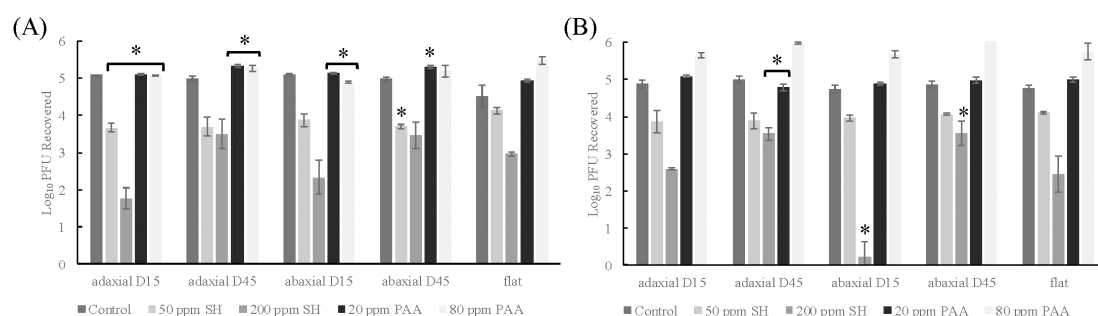 (A)
6
5
4
3
2
1
0
Log10 PFU Recovered
*
*
*
*
*
adaxial D15 adaxial D45 abaxial D15 abaxial D45 flat
Control 50 ppm SH 200 ppm SH 20 ppm PAA 80 ppm PAA
(B)
6
5
4
3
2
1
0
Log10 PFU Recovered
*
*
*
adaxial D15 adaxial D45 abaxial D15 abaxial D45 flat
Control 50 ppm SH 200 ppm SH 20 ppm PAA 80 ppm PAA